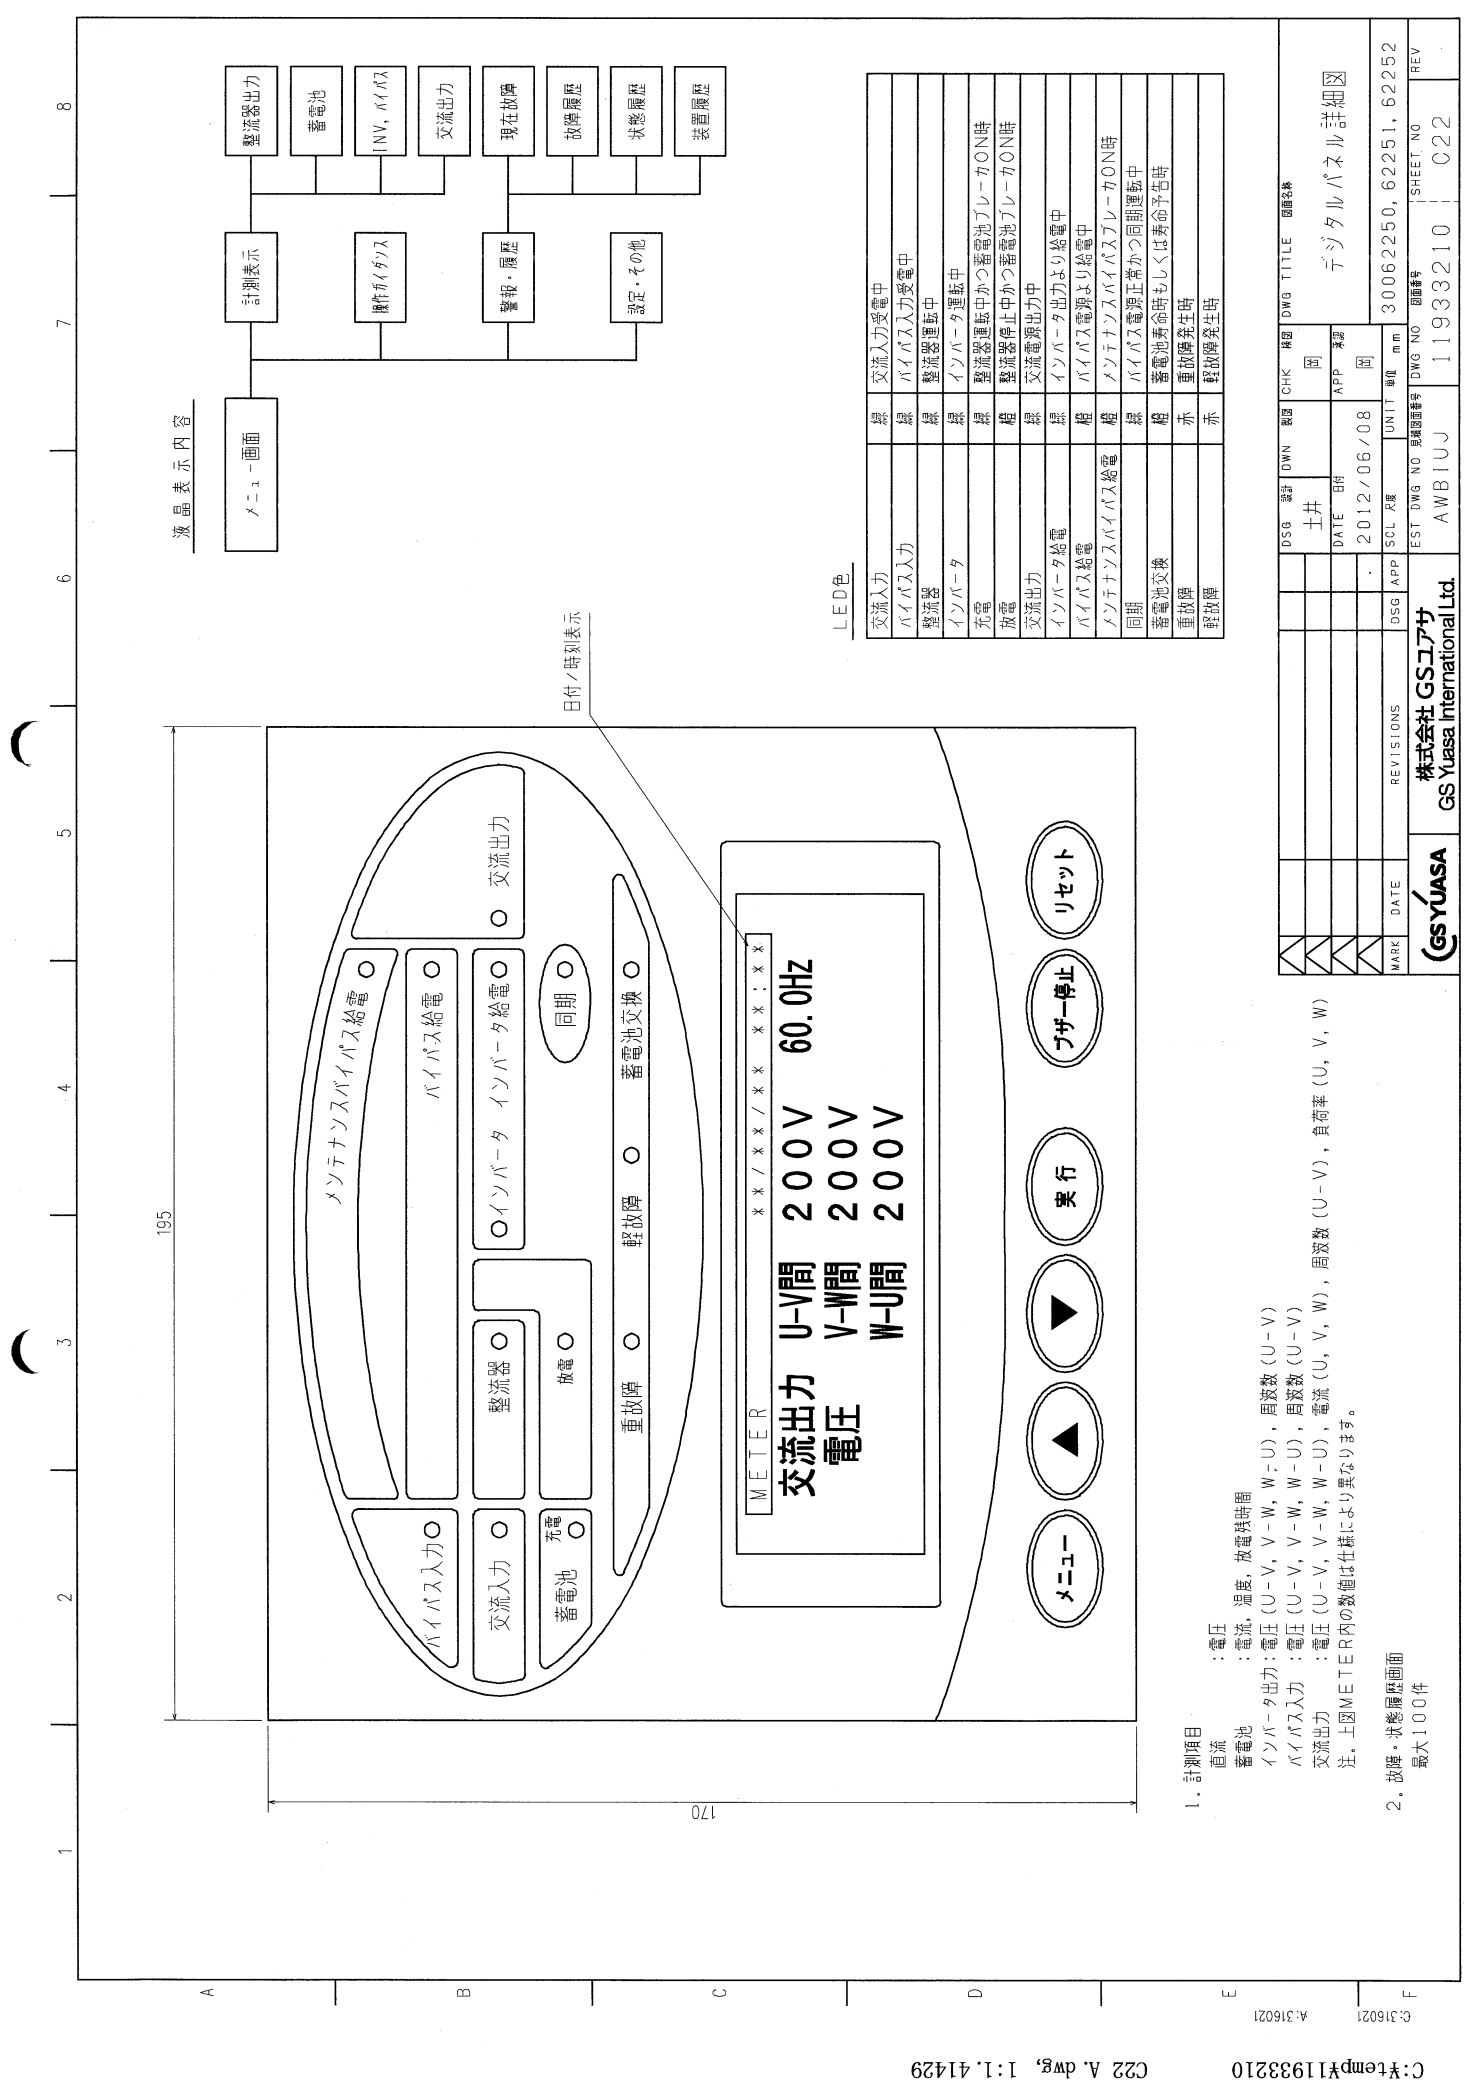 1 2 3 4 5 6 7 8
A
B
C
D
E
F
195
170
メンテナンスバイパス給電
バイパス入力
バイパス給電
交流出力
交流入力
整流器
インバータ インバータ給電
蓄電池
充電
放電
同期
重故障
軽故障
蓄電池交換
日付/時刻表示
METER **/**/** **:**
交流出力 U-V間 200V 60.0Hz
電圧 V-W間 200V
W-U間 200V
メニュー
▲
▼
実行
ブザー停止
リセット
液晶表示内容
メニュー画面
計測表示
操作ガイダンス
警報・履歴
設定・その他
整流器出力
蓄電池
INV,バイパス
交流出力
現在故障
故障履歴
状態履歴
装置履歴
LED色
交流入力 緑 交流入力受電中
バイパス入力 緑 バイパス入力受電中
整流器 緑 整流器運転中
インバータ 緑 インバータ運転中
充電 緑 整流器運転中かつ蓄電池ブレーカON時
放電 橙 整流器停止中かつ蓄電池ブレーカON時
交流出力 緑 交流電源出力中
インバータ給電 緑 インバータ出力より給電中
バイパス給電 橙 バイパス電源より給電中
メンテナンスバイパス給電 橙 メンテナンスバイパスブレーカON時
同期 緑 バイパス電源正常かつ同期運転中
蓄電池交換 橙 蓄電池寿命時もしくは寿命予告時
重故障 赤 重故障発生時
軽故障 赤 軽故障発生時
1.計測項目
直流 :電圧
蓄電池 :電流,温度,放電残時間
インバータ出力:電圧(U-V,V-W,W-U),周波数(U-V)
バイパス入力 :電圧(U-V,V-W,W-U),周波数(U-V)
交流出力 :電圧(U-V,V-W,W-U),電流(U,V,W),周波数(U-V),負荷率(U,V,W)
注.上図METER内の数値は仕様により異なります。
2.故障・状態履歴画面
最大100件
MARK DATE REVISIONS DSG APP
GS YUASA
株式会社 GSユアサ
GS Yuasa International Ltd.
DSG 設計 DWN 製図 CHK 検図 DWG TITLE 図面名称
土井 岡
デジタルパネル詳細図
DATE 日付 APP 承認
2012/06/08 岡
SCL 尺度 UNIT 単位 mm 30062250,62251,62252
EST DWG NO 見積図面番号 DWG NO 図面番号 SHEET NO REV
AWBIUJ 11933210 C22
A:316021
C:316021
C:¥temp¥11933210 C22 A.dwg, 1:1.41429